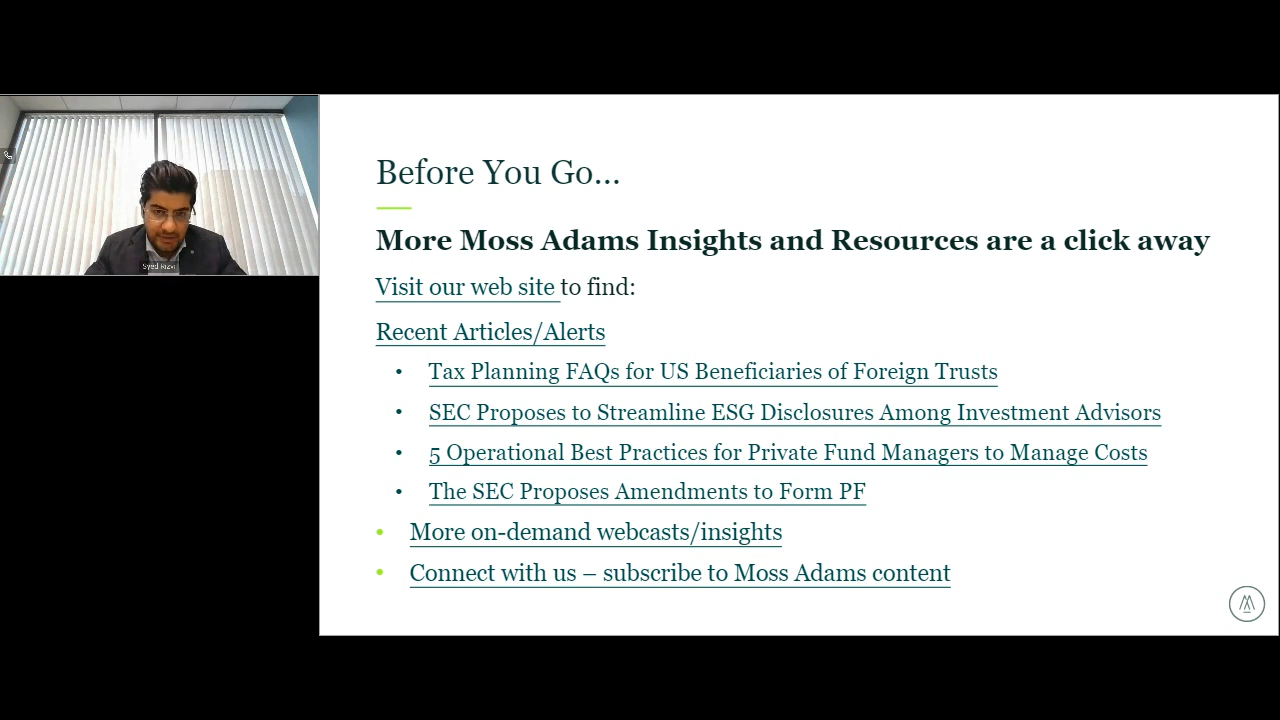 Syed Rizvi
Before You Go...
More Moss Adams Insights and Resources are a click away
Visit our web site to find:
Recent Articles/Alerts
• Tax Planning FAQs for US Beneficiaries of Foreign Trusts
• SEC Proposes to Streamline ESG Disclosures Among Investment Advisors
• 5 Operational Best Practices for Private Fund Managers to Manage Costs
• The SEC Proposes Amendments to Form PF
• More on-demand webcasts/insights
• Connect with us – subscribe to Moss Adams content